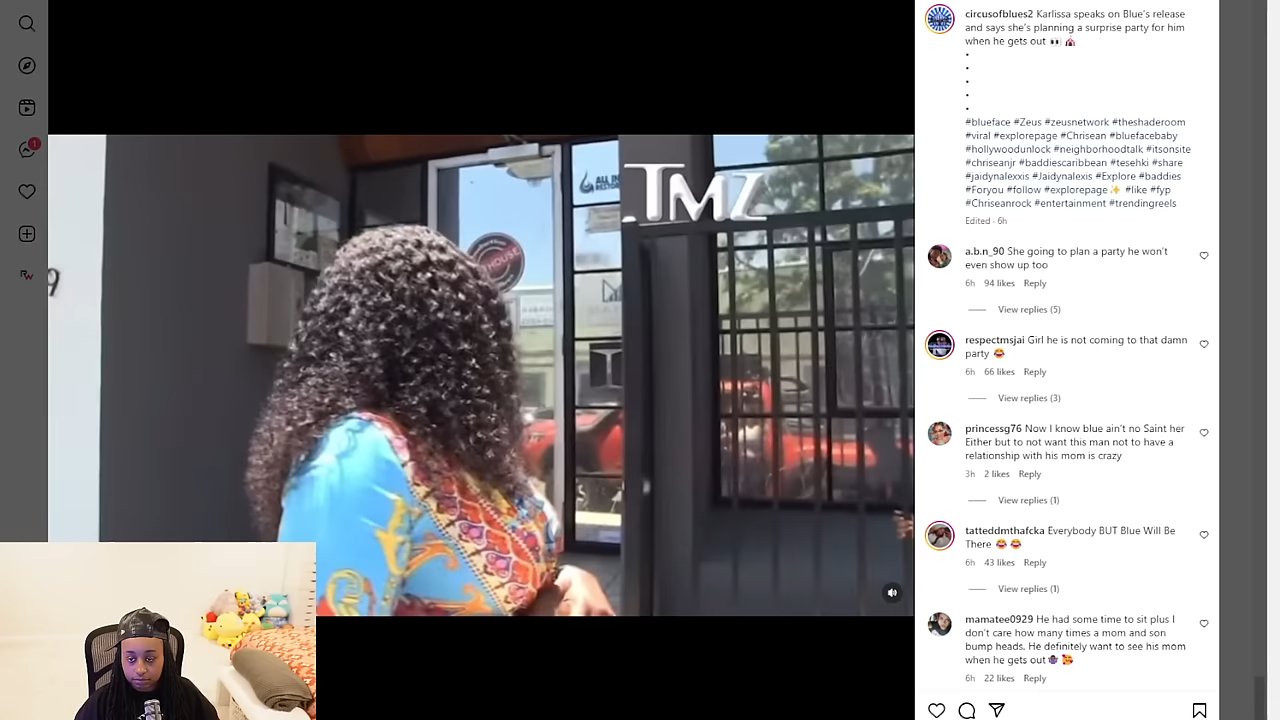 1
RW
9
ALL IN
HOUSE
TMZ
circusofblues2 Karlissa speaks on Blue's release
and says she's planning a surprise party for him
when he gets out 👀 🎪
•
•
•
•
•
#blueface #Zeus #zeusnetwork #theshaderoom
#viral #explorepage #Chrisean #bluefacebaby
#hollywoodunlock #neighborhoodtalk #itsonsite
#chriseanjr #baddiescaribbean #tesehki #share
#jaidynalexxis #Jaidynalexis #Explore #baddies
#Foryou #follow #explorepage✨ #like #fyp
#Chriseanrock #entertainment #trendingreels
Edited · 6h
a.b.n_90 She going to plan a party he won't
even show up too
6h 94 likes Reply
View replies (5)
respectmsjai Girl he is not coming to that damn
party 😂
6h 66 likes Reply
View replies (3)
princessg76 Now I know blue ain't no Saint her
Either but to not want this man not to have a
relationship with his mom is crazy
3h 2 likes Reply
View replies (1)
tatteddmthafcka Everybody BUT Blue Will Be
There 😂 😂
6h 43 likes Reply
View replies (1)
mamatee0929 He had some time to sit plus I
don't care how many times a mom and son
bump heads. He definitely want to see his mom
when he gets out🤷🏾‍♀️ 🥰
6h 22 likes Reply